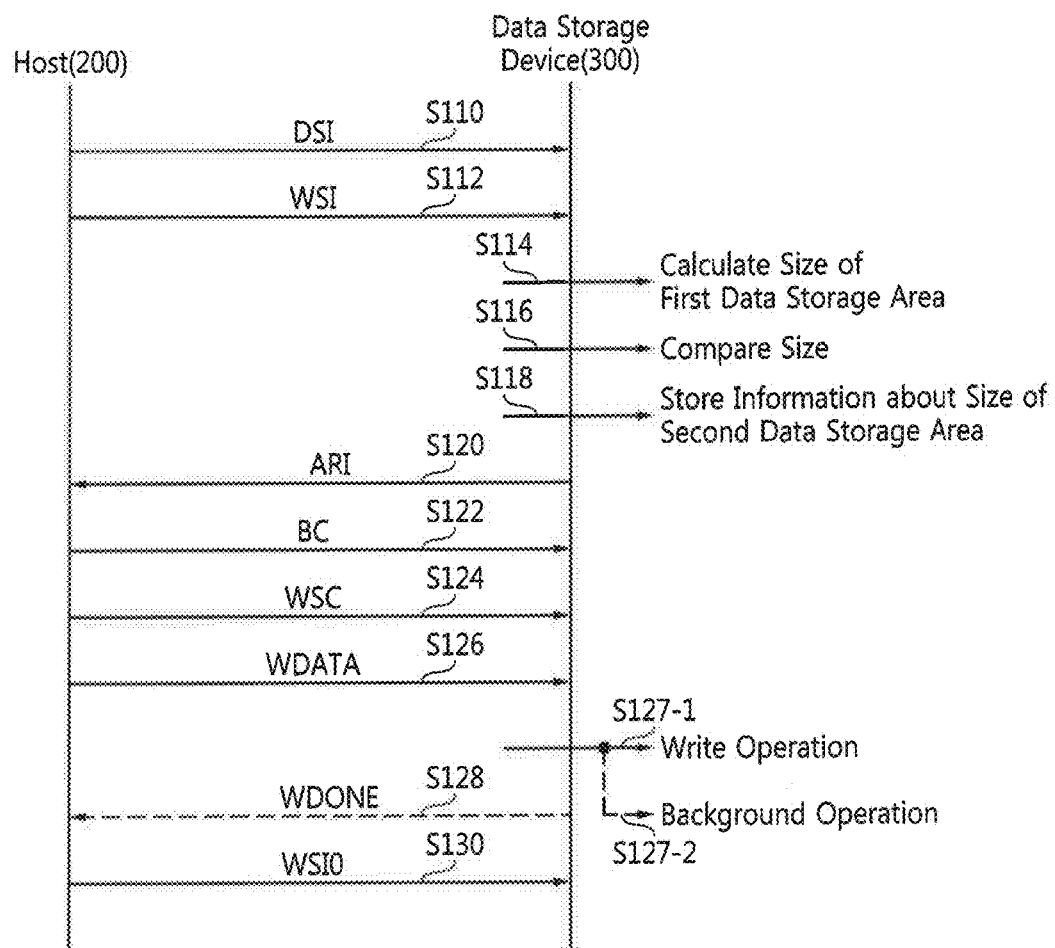 Data Storage
Host(200)
Device(300)
S110
DSI
S112
WSI
S114
Calculate Size of
First Data Storage Area
S116
Compare Size
S118
Store Information about Size of
Second Data Storage Area
S120
ARI
S122
BC
S124
WSC
S126
WDATA
S127-1
Write Operation
S128
WDONE
Background Operation
S127-2
S130
WSI0